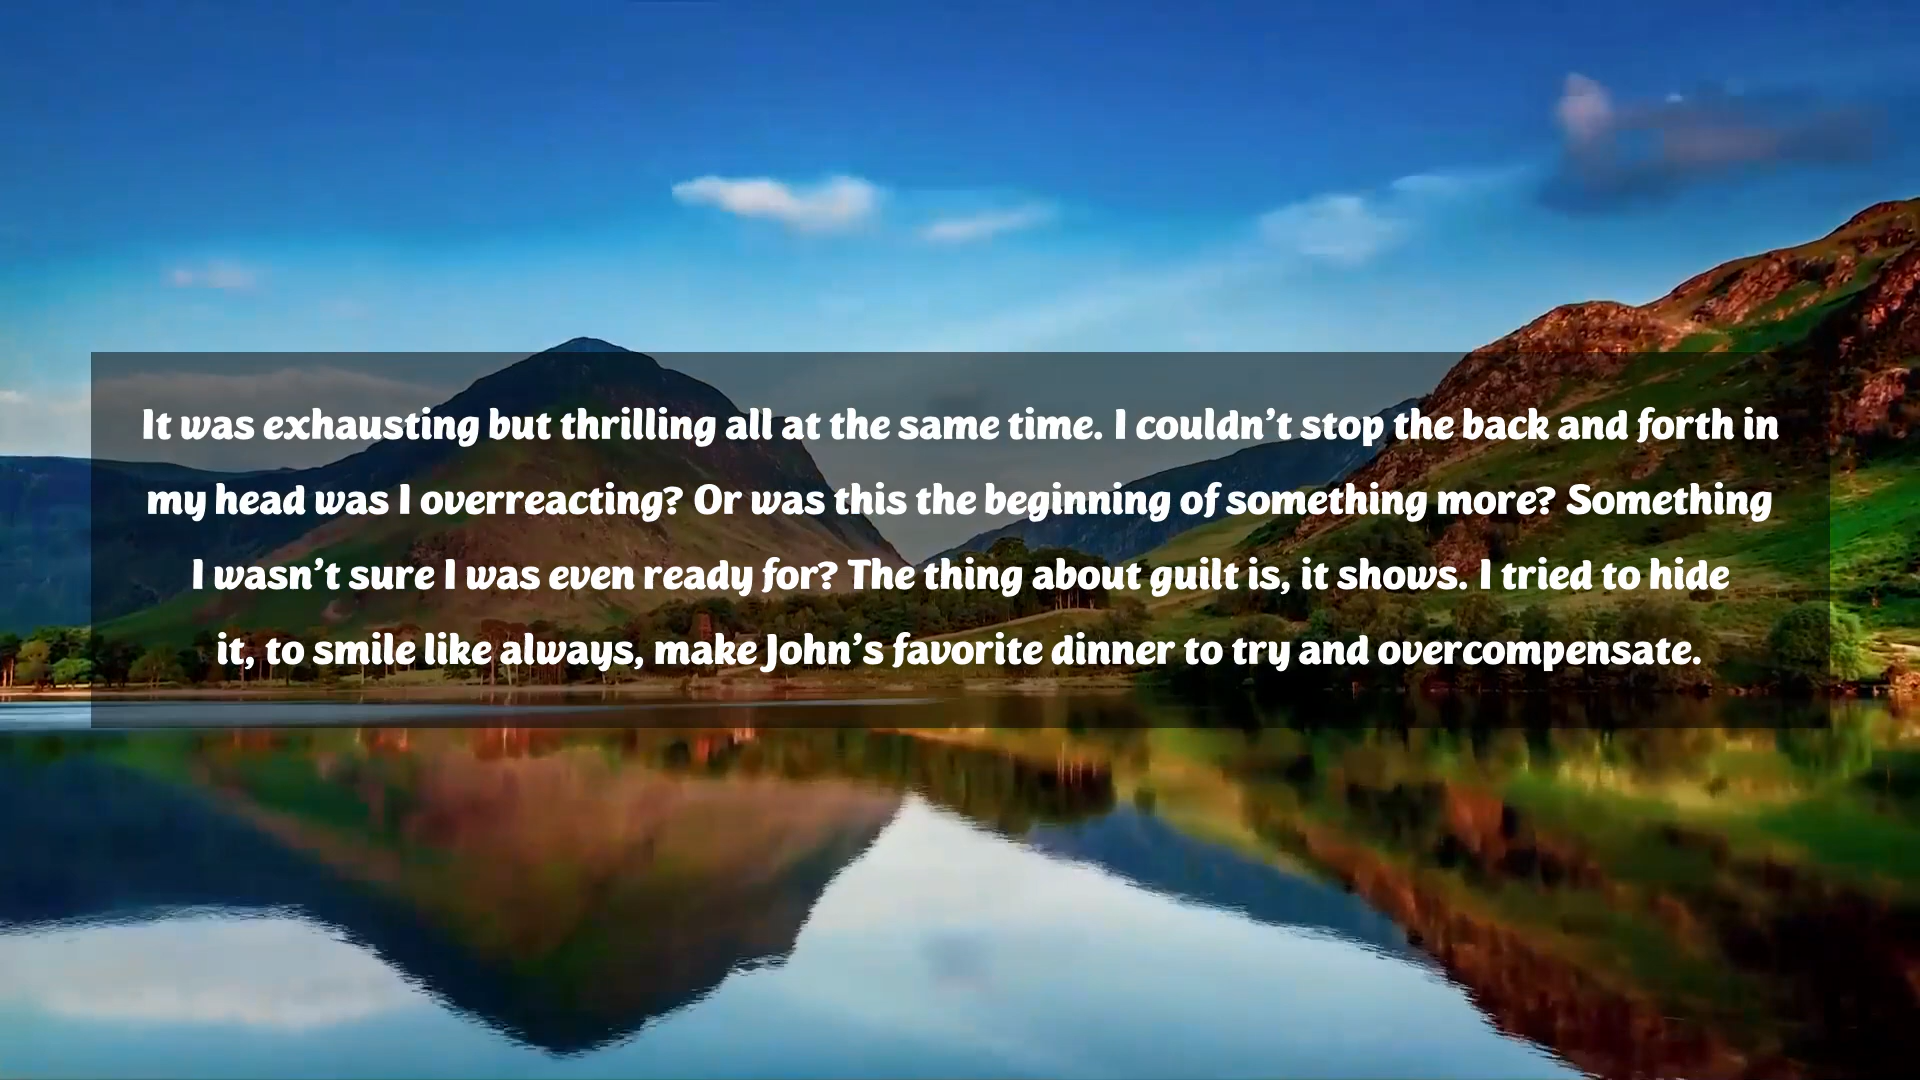 It was exhausting but thrilling all at the same time. I couldn’t stop the back and forth in
my head was I overreacting? Or was this the beginning of something more? Something
I wasn’t sure I was even ready for? The thing about guilt is, it shows. I tried to hide
it, to smile like always, make John’s favorite dinner to try and overcompensate.